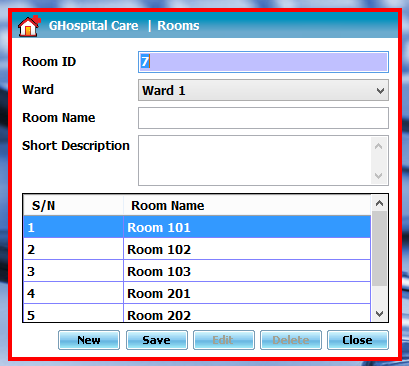 GHospital Care | Rooms
Room ID 7
Ward Ward 1
Room Name
Short Description
S/N Room Name
1 Room 101
2 Room 102
3 Room 103
4 Room 201
5 Room 202
New Save Edit Delete Close